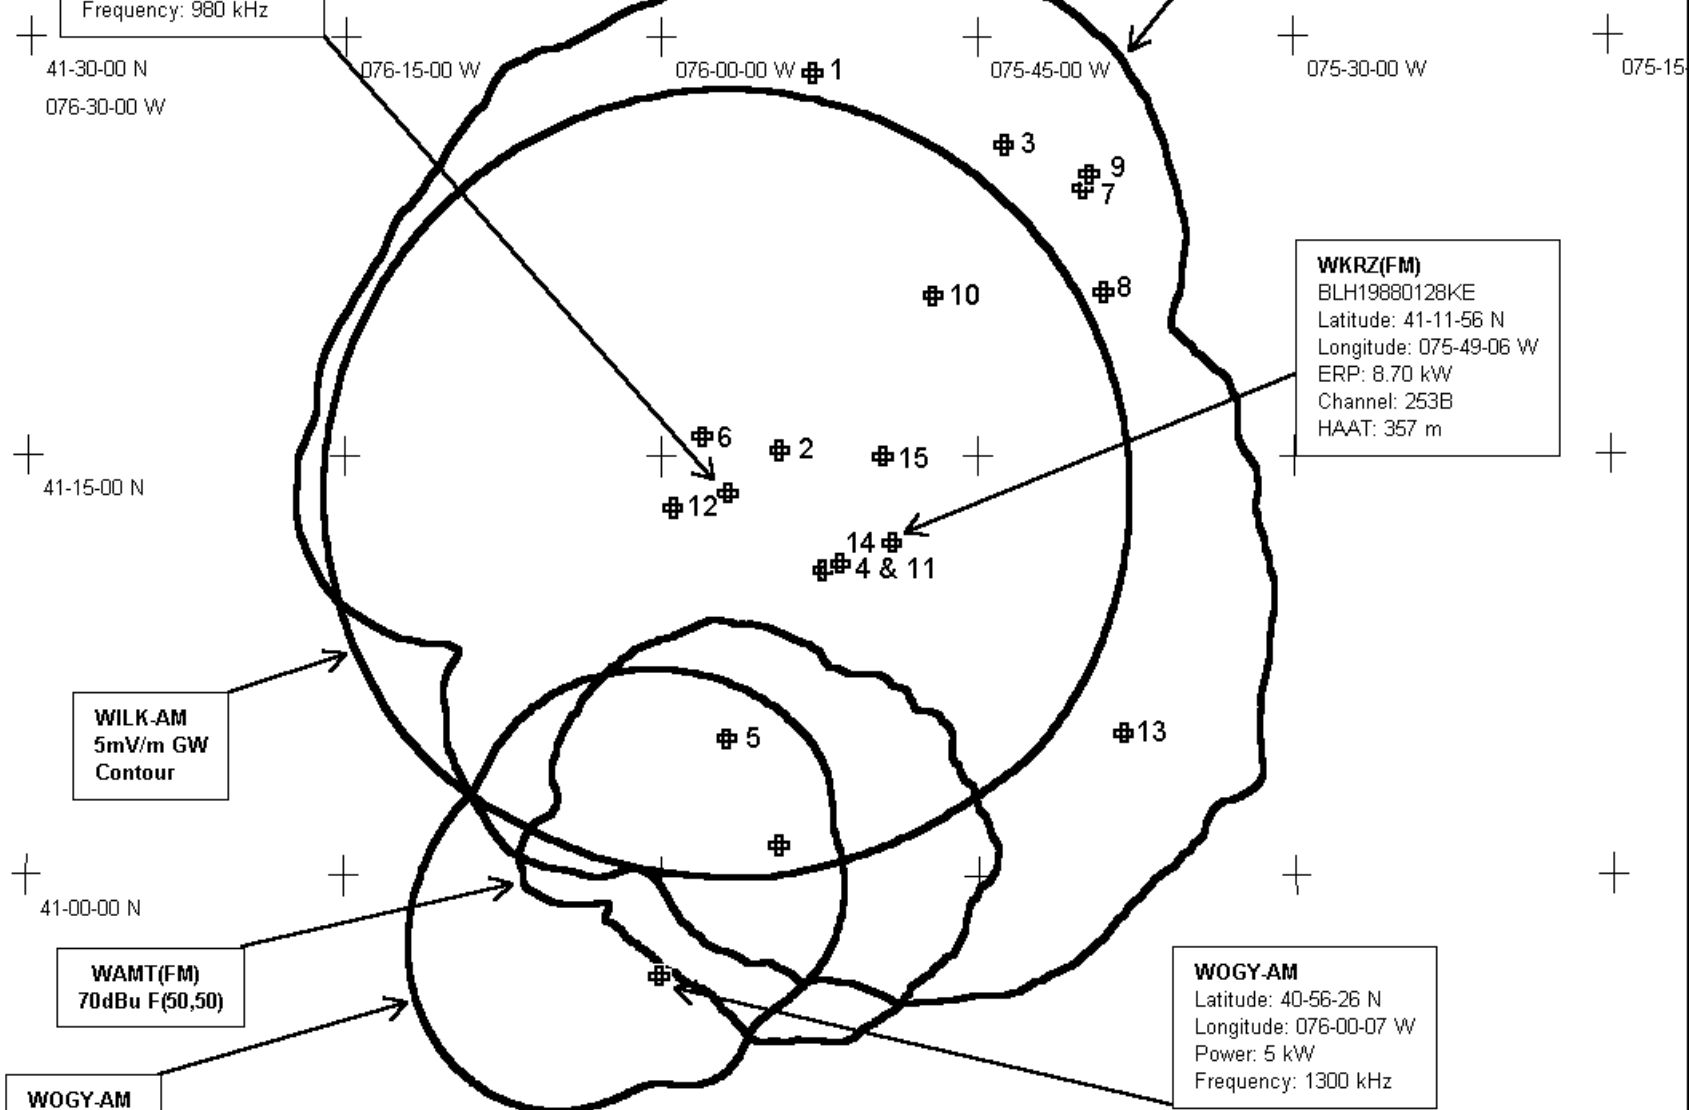 Frequency: 980 kHz
41-30-00 N
076-30-00 W
076-15-00 W
076-00-00 W
1
075-45-00 W
075-30-00 W
075-15-
3
9
7
8
10
WKRZ(FM)
BLH19880128KE
Latitude: 41-11-56 N
Longitude: 075-49-06 W
ERP: 8.70 kW
Channel: 253B
HAAT: 357 m
6
2
15
41-15-00 N
12
14
4 & 11
WILK-AM
5mV/m GW
Contour
5
13
41-00-00 N
WAMT(FM)
70dBu F(50,50)
WOGY-AM
Latitude: 40-56-26 N
Longitude: 076-00-07 W
Power: 5 kW
Frequency: 1300 kHz
WOGY-AM